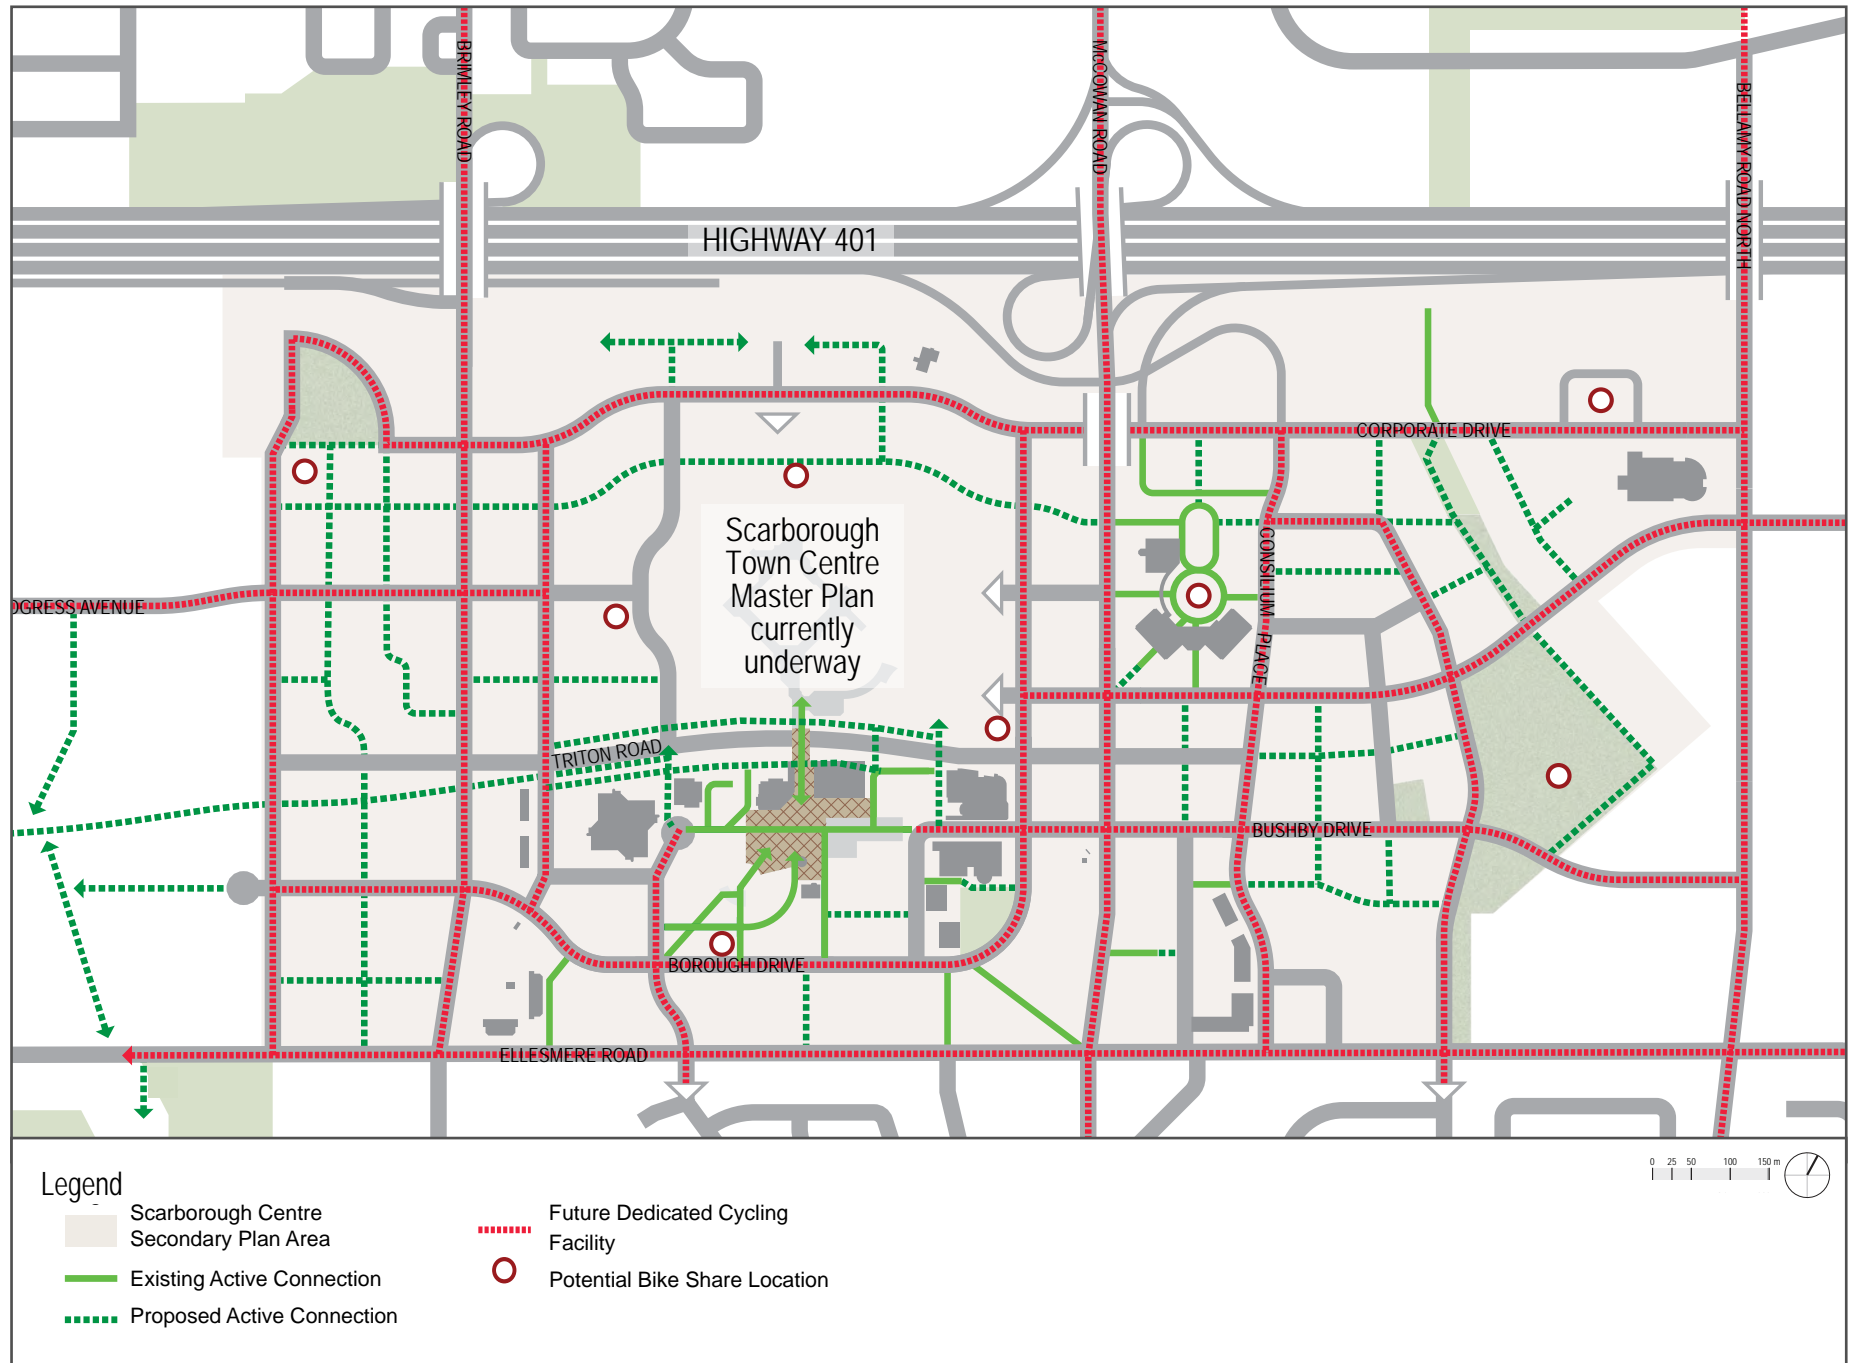 BRIMLEY ROAD
McCOWAN ROAD
BELLAMY ROAD NORTH
HIGHWAY 401
CORPORATE DRIVE
Scarborough
Town Centre
Master Plan
currently
underway
CONSILIUM PLACE
OGRESS AVENUE
TRITON ROAD
BUSHBY DRIVE
BOROUGH DRIVE
ELLESMERE ROAD
Legend
Scarborough Centre
Secondary Plan Area
Existing Active Connection
Proposed Active Connection
Future Dedicated Cycling
Facility
Potential Bike Share Location
0 25 50 100 150 m